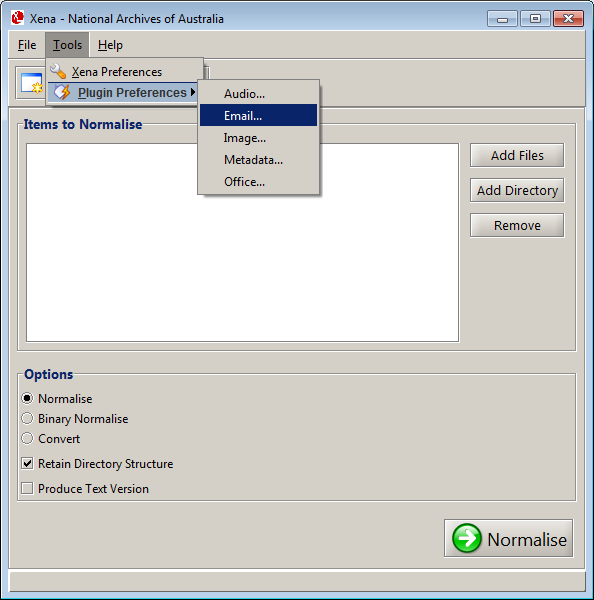 Xena - National Archives of Australia
File Tools Help
Xena Preferences
Plugin Preferences
Audio...
Email...
Image...
Metadata...
Office...
Items to Normalise
Add Files
Add Directory
Remove
Options
Normalise
Binary Normalise
Convert
Retain Directory Structure
Produce Text Version
Normalise